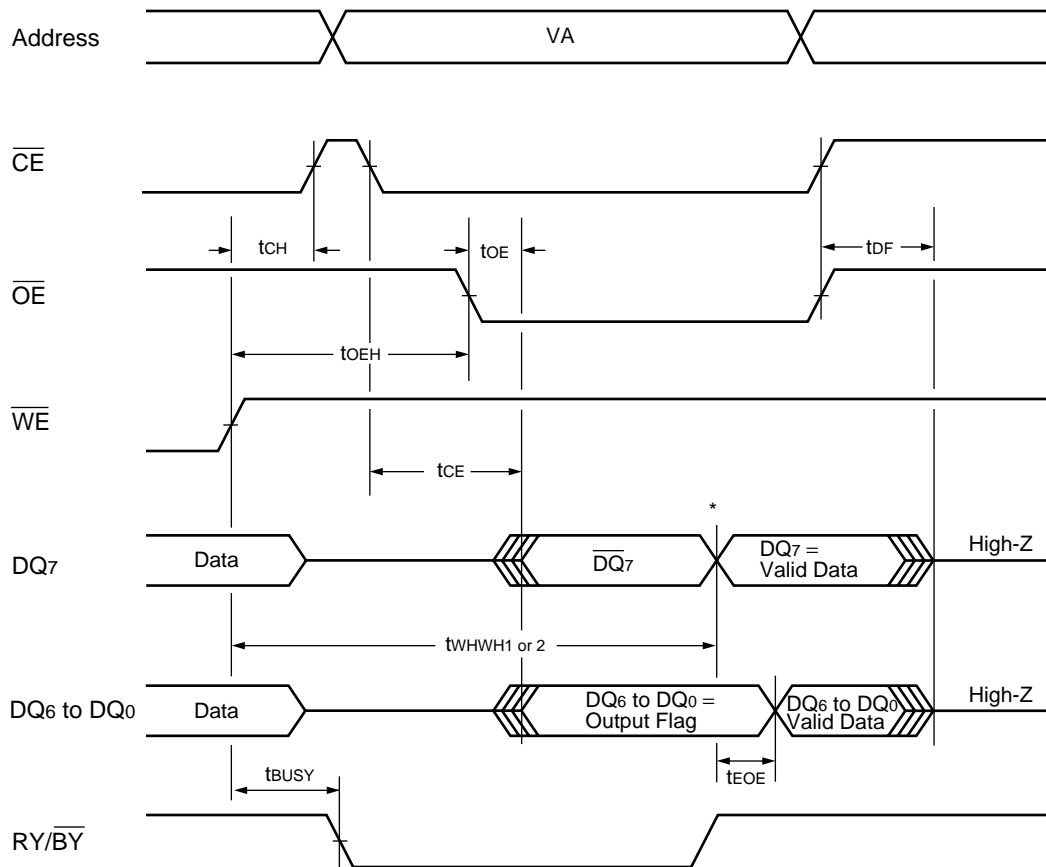 Address
VA
CE
tCH
tOE
tDF
OE
tOEH
WE
tCE
*
DQ7
Data
DQ7
DQ7 =
Valid Data
High-Z
tWHWH1 or 2
DQ6 to DQ0
Data
DQ6 to DQ0 =
Output Flag
DQ6 to DQ0
Valid Data
High-Z
tBUSY
tEOE
RY/BY